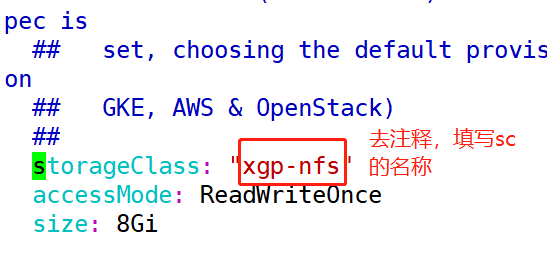 pec is
  ##   set, choosing the default provisi
on
  ##   GKE, AWS & OpenStack)
  ##
  storageClass: "xgp-nfs"
去注释，填写sc
的名称
  accessMode: ReadWriteOnce
  size: 8Gi